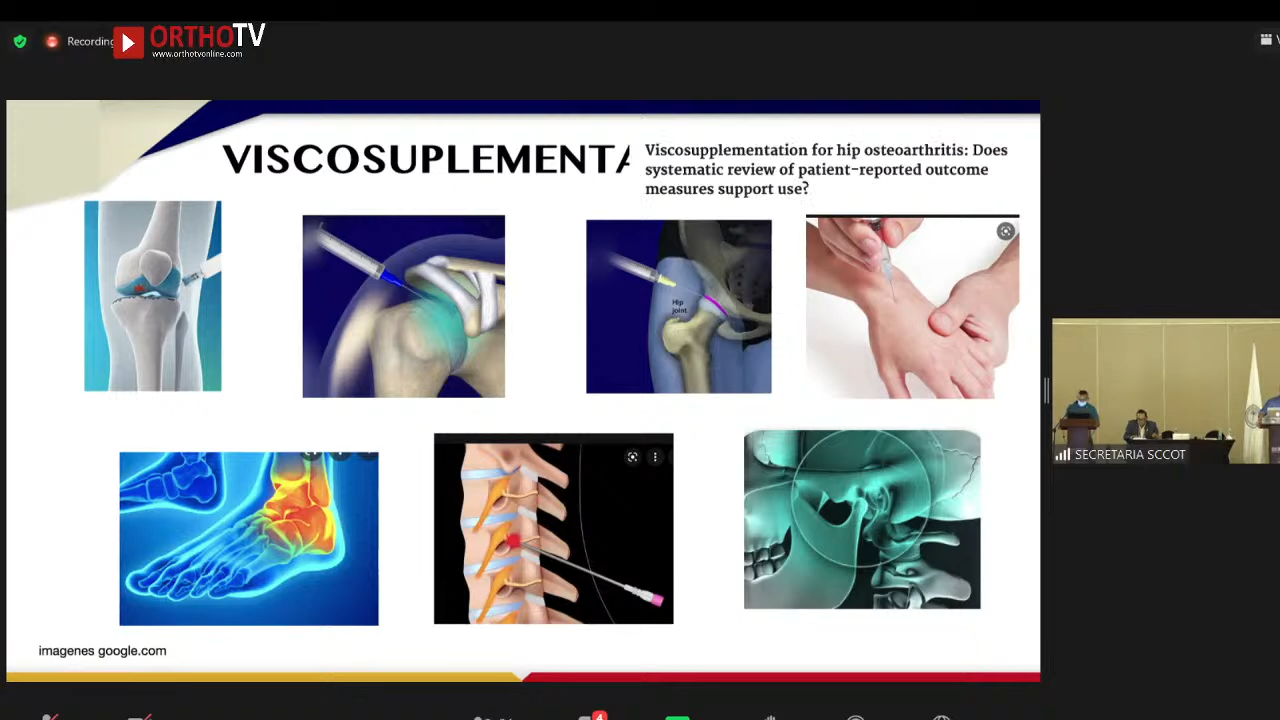 Recording
ORTHOTV
www.orthotvonline.com
VISCOSUPLEMENTA
Viscosupplementation for hip osteoarthritis: Does
systematic review of patient-reported outcome
measures support use?
Hip
joint
SECRETARIA SCCOT
imagenes google.com
4